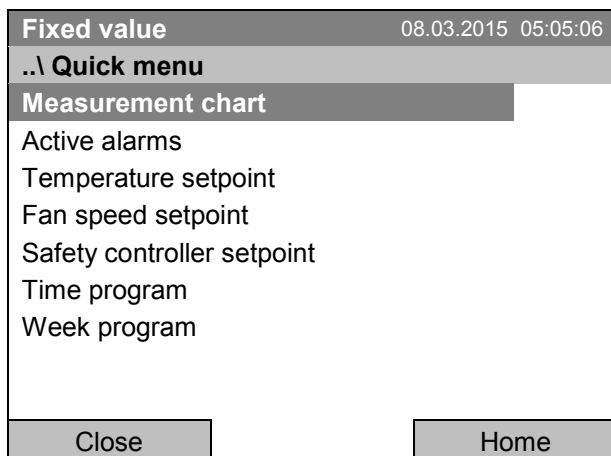 Fixed value 08.03.2015 05:05:06
..\ Quick menu
Measurement chart
Active alarms
Temperature setpoint
Fan speed setpoint
Safety controller setpoint
Time program
Week program
Close Home